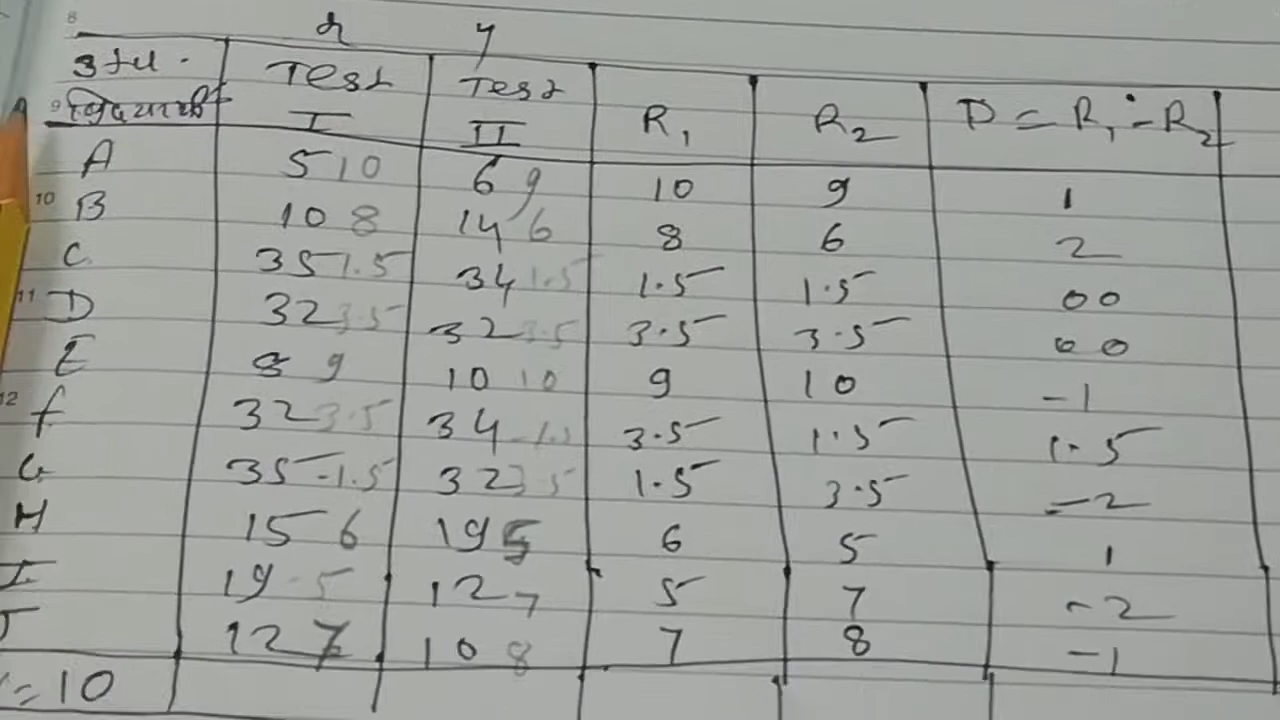 x y
Test Test R1 R2 D = R1 - R2
I II
A 5 10 6 9 10 9 1
B 10 8 14 6 8 6 2
C. 35 1.5 34 1.5 1.5 1.5 00
D 32 3.5 32 3.5 3.5 3.5 00
E 8 9 10 10 9 10 -1
f 32 3.5 34 -1.5 3.5 1.5 1.5
G 35 -1.5 32 3.5 1.5 3.5 -2
H 15 6 19 5 6 5 1
I 19 5 12 7 5 7 -2
J 12 7 10 8 7 8 -1
= 10
8
9
10
11
12